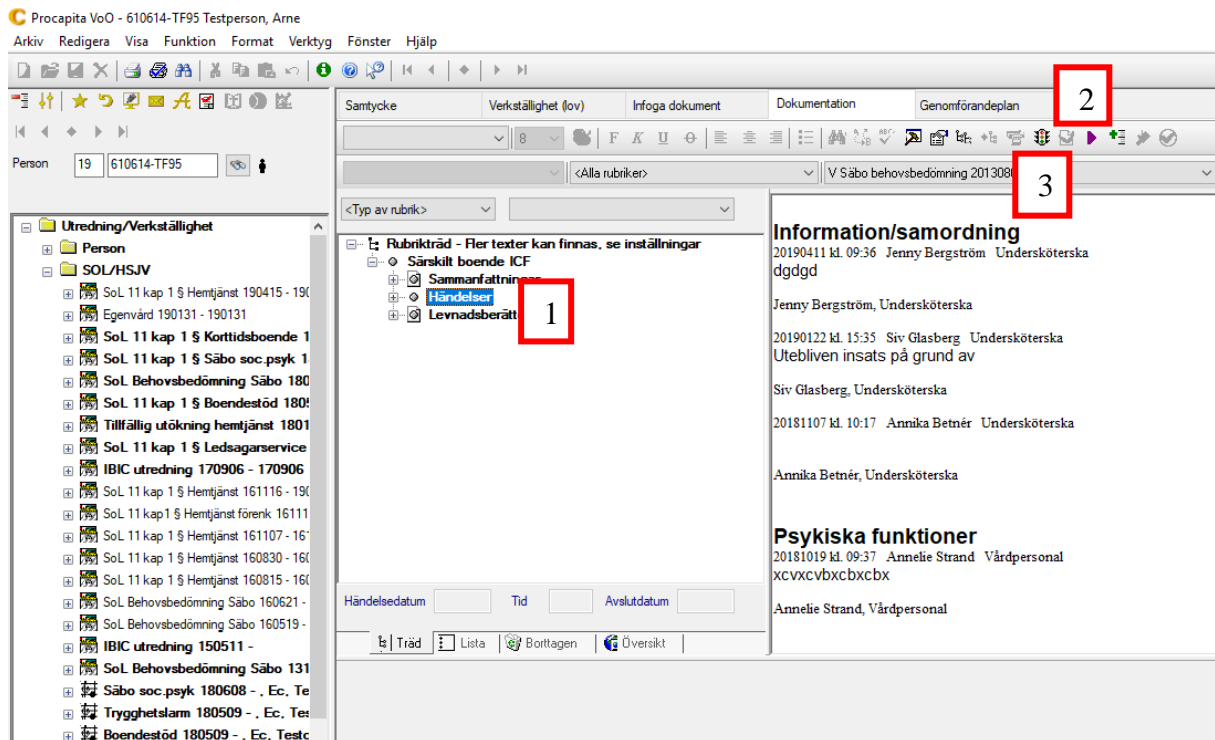 Procapita VoO - 610614-TF95 Testperson, Arne
Arkiv Redigera Visa Funktion Format Verktyg Fönster Hjälp
Samtycke Verkställighet (lov) Infoga dokument Dokumentation Genomförandeplan 2
8 F K U
Person 19 610614-TF95
<Alla rubriker> V Säbo behovsbedömning 201308 3
<Typ av rubrik>
Utredning/Verkställighet
Person
SOL/HSJV
SoL 11 kap 1 § Hemtjänst 190415 - 190
Egenvård 190131 - 190131
SoL 11 kap 1 § Korttidsboende 1
SoL 11 kap 1 § Säbo soc.psyk 1
SoL Behovsbedömning Säbo 180
SoL 11 kap 1 § Boendestöd 180
Tillfällig utökning hemtjänst 1801
SoL 11 kap 1 § Ledsagarservice
IBIC utredning 170906 - 170906
SoL 11 kap 1 § Hemtjänst 161116 - 190
SoL 11 kap1 § Hemtjänst förenk 16111
SoL 11 kap 1 § Hemtjänst 161107 - 161
SoL 11 kap 1 § Hemtjänst 160830 - 160
SoL 11 kap 1 § Hemtjänst 160815 - 160
SoL Behovsbedömning Säbo 160621 -
SoL Behovsbedömning Säbo 160519 -
IBIC utredning 150511 -
SoL Behovsbedömning Säbo 131
Säbo soc.psyk 180608 - , Ec, Te
Trygghetslarm 180509 - , Ec, Tes
Boendestöd 180509 - , Ec, Testc
Rubrikträd - Fler texter kan finnas, se inställningar
Särskilt boende ICF
Sammanfattningar
Händelser
Levnadsberätt
1
Händelsedatum Tid Avslutdatum
Träd Lista Borttagen Översikt
Information/samordning
20190411 kl. 09:36 Jenny Bergström Undersköterska
dgdgd
Jenny Bergström, Undersköterska
20190122 kl. 15:35 Siv Glasberg Undersköterska
Utebliven insats på grund av
Siv Glasberg, Undersköterska
20181107 kl. 10:17 Annika Betnér Undersköterska
Annika Betnér, Undersköterska
Psykiska funktioner
20181019 kl. 09:37 Annelie Strand Vårdpersonal
xcvxcvbxcbxcbx
Annelie Strand, Vårdpersonal